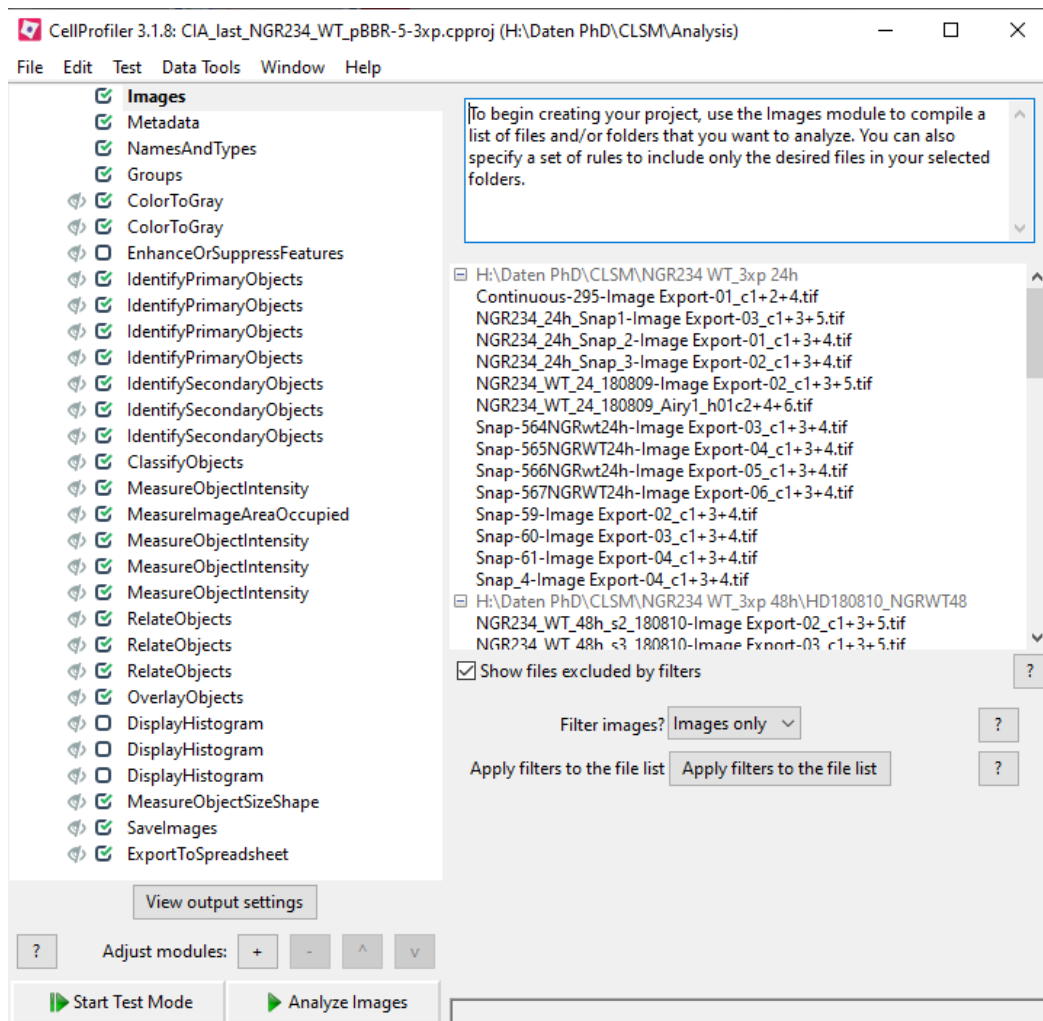 CellProfiler 3.1.8: CIA_last_NGR234_WT_pBBR-5-3xp.cpproj (H:\Daten PhD\CLSM\Analysis)
File Edit Test Data Tools Window Help
Images
Metadata
NamesAndTypes
Groups
ColorToGray
ColorToGray
EnhanceOrSuppressFeatures
IdentifyPrimaryObjects
IdentifyPrimaryObjects
IdentifyPrimaryObjects
IdentifyPrimaryObjects
IdentifySecondaryObjects
IdentifySecondaryObjects
IdentifySecondaryObjects
ClassifyObjects
MeasureObjectIntensity
MeasureImageAreaOccupied
MeasureObjectIntensity
MeasureObjectIntensity
MeasureObjectIntensity
RelateObjects
RelateObjects
RelateObjects
OverlayObjects
DisplayHistogram
DisplayHistogram
DisplayHistogram
MeasureObjectSizeShape
SaveImages
ExportToSpreadsheet
View output settings
? Adjust modules: + - ^ v
Start Test Mode Analyze Images
To begin creating your project, use the Images module to compile a
list of files and/or folders that you want to analyze. You can also
specify a set of rules to include only the desired files in your selected
folders.
H:\Daten PhD\CLSM\NGR234 WT_3xp 24h
Continuous-295-Image Export-01_c1+2+4.tif
NGR234_24h_Snap1-Image Export-03_c1+3+5.tif
NGR234_24h_Snap_2-Image Export-01_c1+3+4.tif
NGR234_24h_Snap_3-Image Export-02_c1+3+4.tif
NGR234_WT_24_180809-Image Export-02_c1+3+5.tif
NGR234_WT_24_180809_Airy1_h01c2+4+6.tif
Snap-564NGRwt24h-Image Export-03_c1+3+4.tif
Snap-565NGRWT24h-Image Export-04_c1+3+4.tif
Snap-566NGRwt24h-Image Export-05_c1+3+4.tif
Snap-567NGRWT24h-Image Export-06_c1+3+4.tif
Snap-59-Image Export-02_c1+3+4.tif
Snap-60-Image Export-03_c1+3+4.tif
Snap-61-Image Export-04_c1+3+4.tif
Snap_4-Image Export-04_c1+3+4.tif
H:\Daten PhD\CLSM\NGR234 WT_3xp 48h\HD180810_NGRWT48
NGR234_WT_48h_s2_180810-Image Export-02_c1+3+5.tif
NGR234_WT_48h_s3_180810-Image Export-03_c1+3+5.tif
Show files excluded by filters ?
Filter images? Images only ?
Apply filters to the file list Apply filters to the file list ?